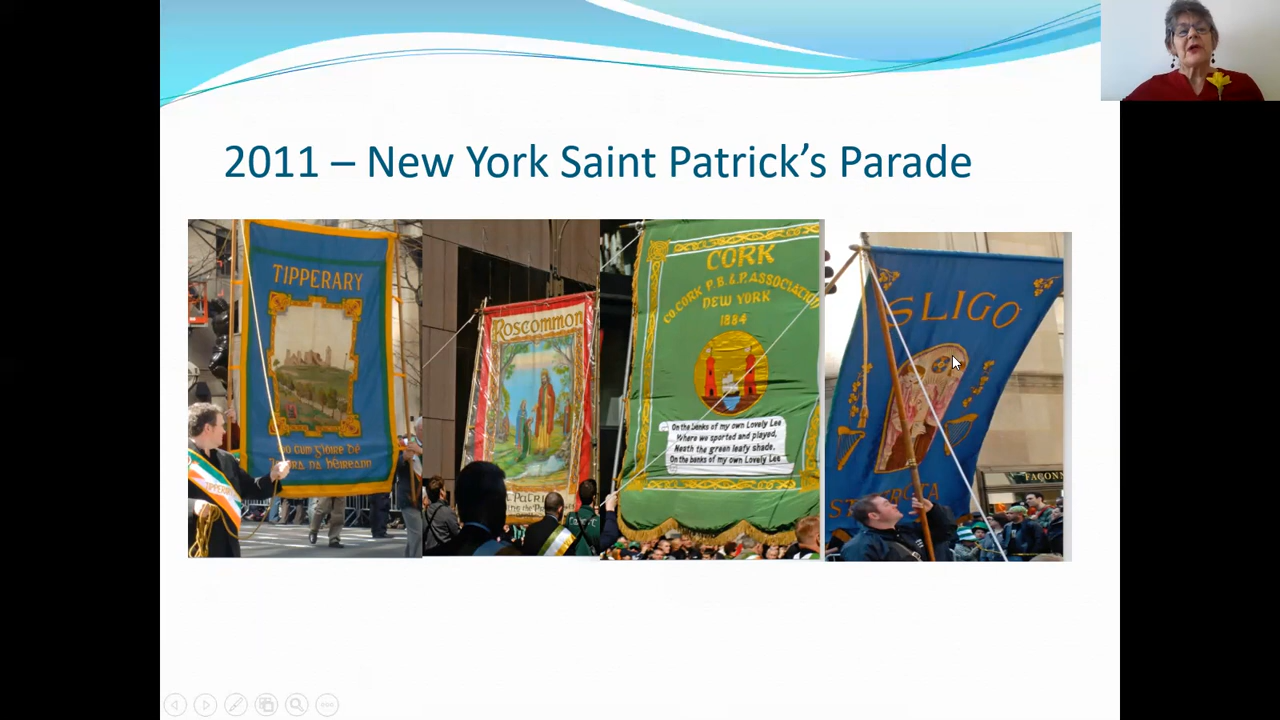 2011 – New York Saint Patrick's Parade
TIPPERARY
Roscommon
CORK
CO. CORK P.B.&P. ASSOCIATION
NEW YORK
1884
On the banks of my own Lovely Lee
Where we sported and played,
Neath the green leafy shade,
On the banks of my own Lovely Lee
SLIGO
FAÇONN